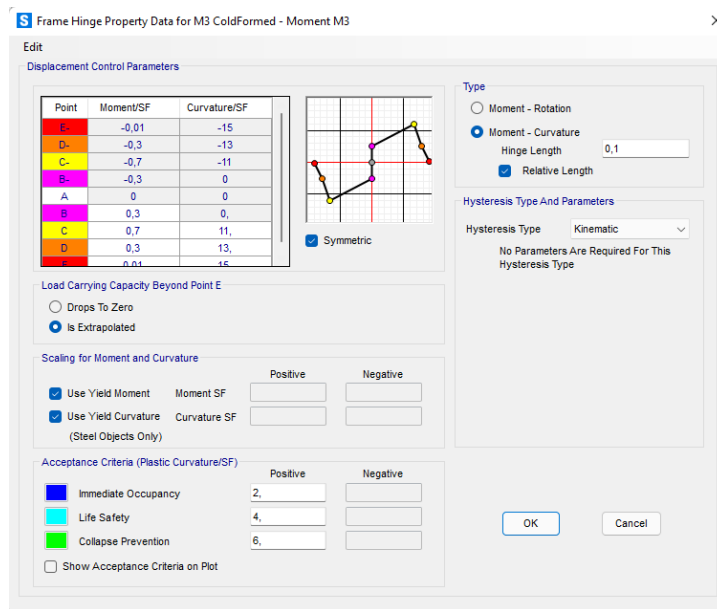 S Frame Hinge Property Data for M3 ColdFormed - Moment M3
Edit
Displacement Control Parameters
Point Moment/SF Curvature/SF
E- -0,01 -15
D- -0,3 -13
C- -0,7 -11
B- -0,3 0
A 0 0
B 0,3 0,
C 0,7 11,
D 0,3 13,
E 0,01 15,
Symmetric
Load Carrying Capacity Beyond Point E
Drops To Zero
Is Extrapolated
Scaling for Moment and Curvature
Positive Negative
Use Yield Moment Moment SF
Use Yield Curvature Curvature SF
(Steel Objects Only)
Acceptance Criteria (Plastic Curvature/SF)
Positive Negative
Immediate Occupancy 2,
Life Safety 4,
Collapse Prevention 6,
Show Acceptance Criteria on Plot
Type
Moment - Rotation
Moment - Curvature
Hinge Length 0,1
Relative Length
Hysteresis Type And Parameters
Hysteresis Type Kinematic
No Parameters Are Required For This
Hysteresis Type
OK Cancel